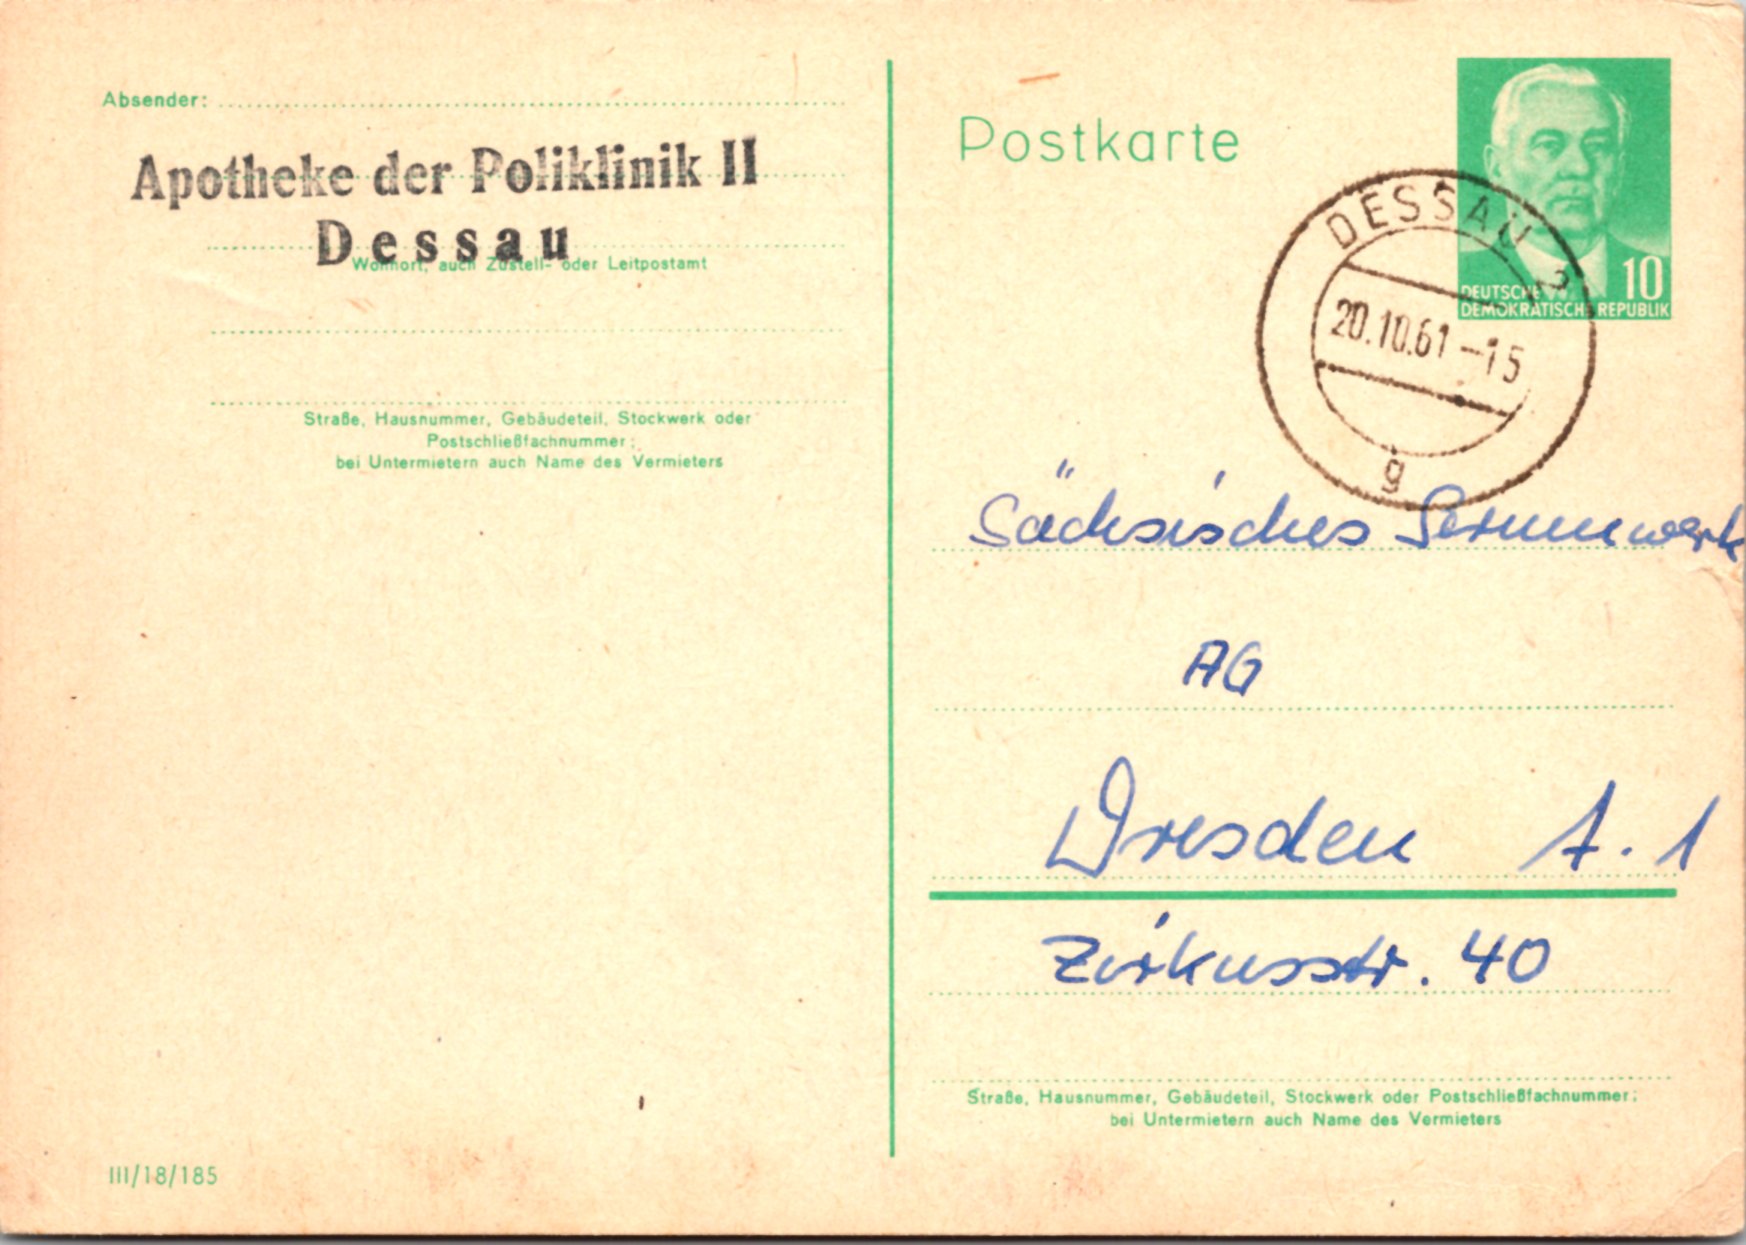 Absender:
Apotheke der Poliklinik II
Dessau
Wohnort, auch Zustell- oder Leitpostamt
Straße, Hausnummer, Gebäudeteil, Stockwerk oder
Postschließfachnummer;
bei Untermietern auch Name des Vermieters
III/18/185
Postkarte
10
DEUTSCHE
DEMOKRATISCHE REPUBLIK
DESSAU 2
20.10.61-15
g
Sächsisches Serumwerk
AG
Dresden A.1
Zirkusstr. 40
Straße, Hausnummer, Gebäudeteil, Stockwerk oder Postschließfachnummer;
bei Untermietern auch Name des Vermieters